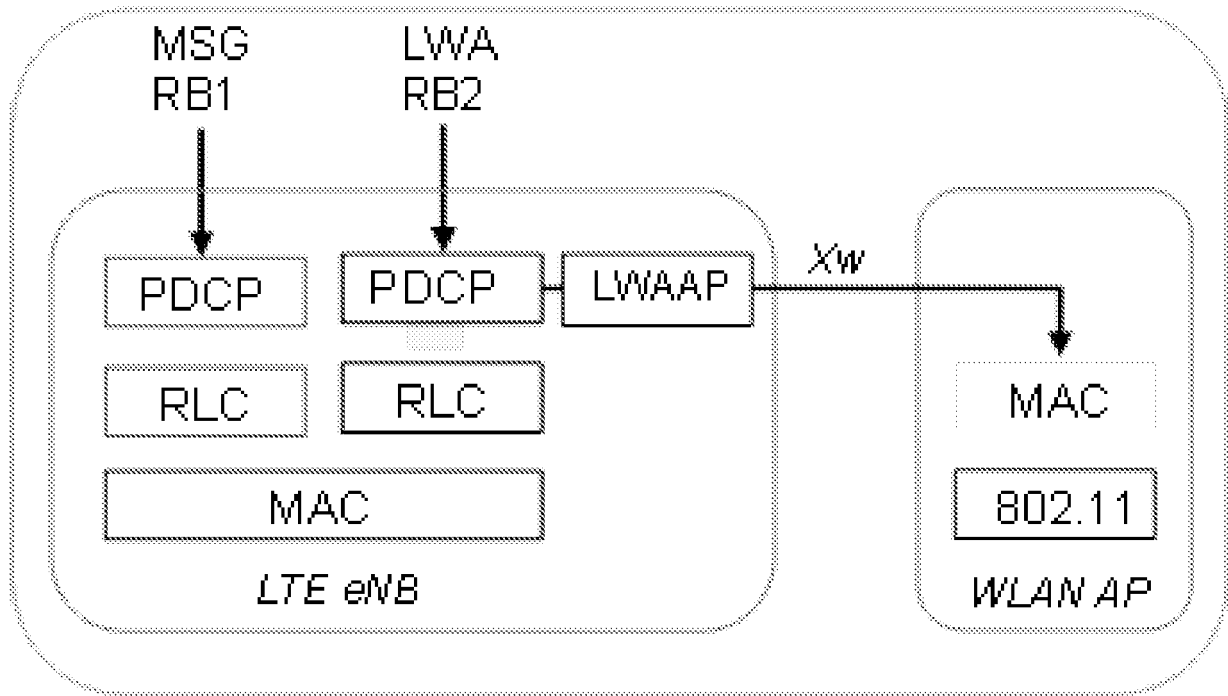 MSG
RB1
LWA
RB2
PDCP
PDCP
LWAAP
Xw
RLC
RLC
MAC
MAC
802.11
LTE eNB
WLAN AP